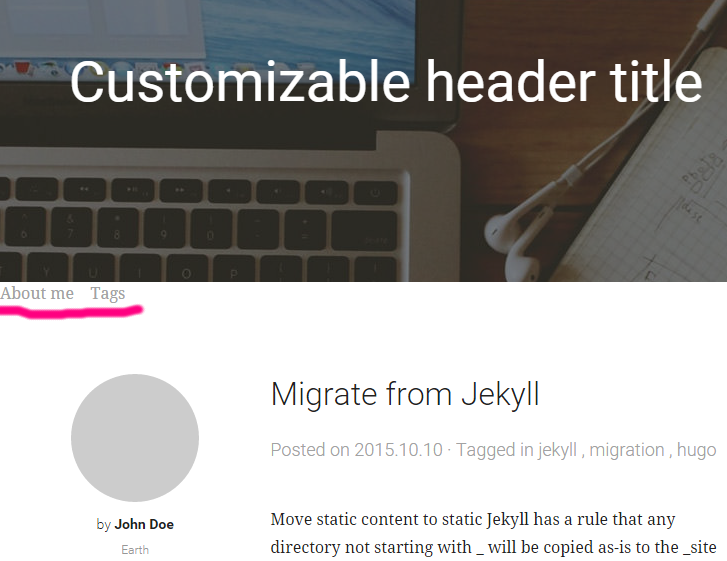 Customizable header title
About me Tags
Migrate from Jekyll
Posted on 2015.10.10 · Tagged in jekyll , migration , hugo
by John Doe
Earth
Move static content to static Jekyll has a rule that any
directory not starting with _ will be copied as-is to the _site